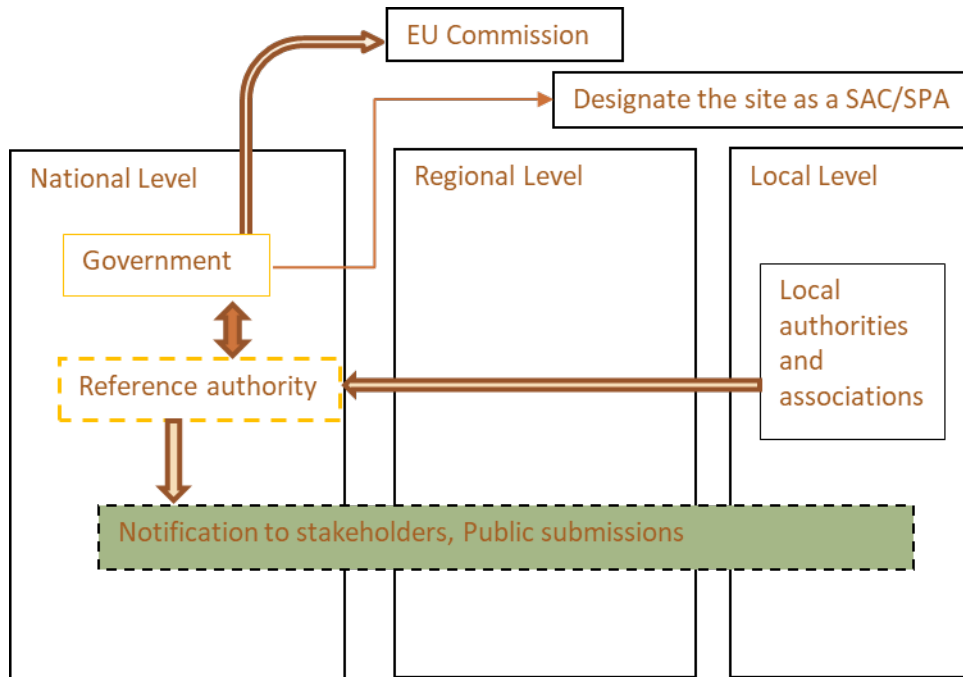 EU Commission
Designate the site as a SAC/SPA
National Level
Regional Level
Local Level
Government
Local
authorities
and
associations
Reference authority
Notification to stakeholders, Public submissions